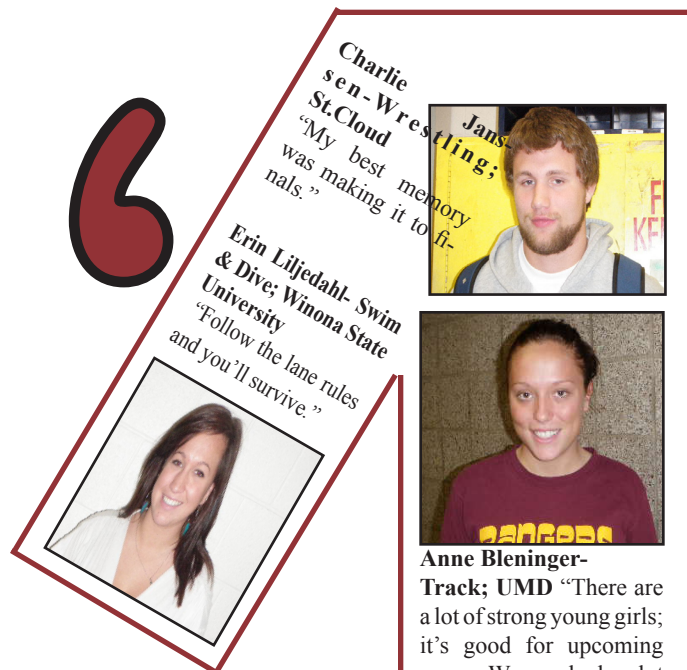 Charlie Jans-
sen-Wrestling;
St.Cloud
“My best memory
was making it to fi-
nals.”
Erin Liljedahl- Swim
& Dive; Winona State
University
“Follow the lane rules
and you’ll survive.”
RANGERS
Anne Bleninger-
Track; UMD “There are
a lot of strong young girls;
it’s good for upcoming